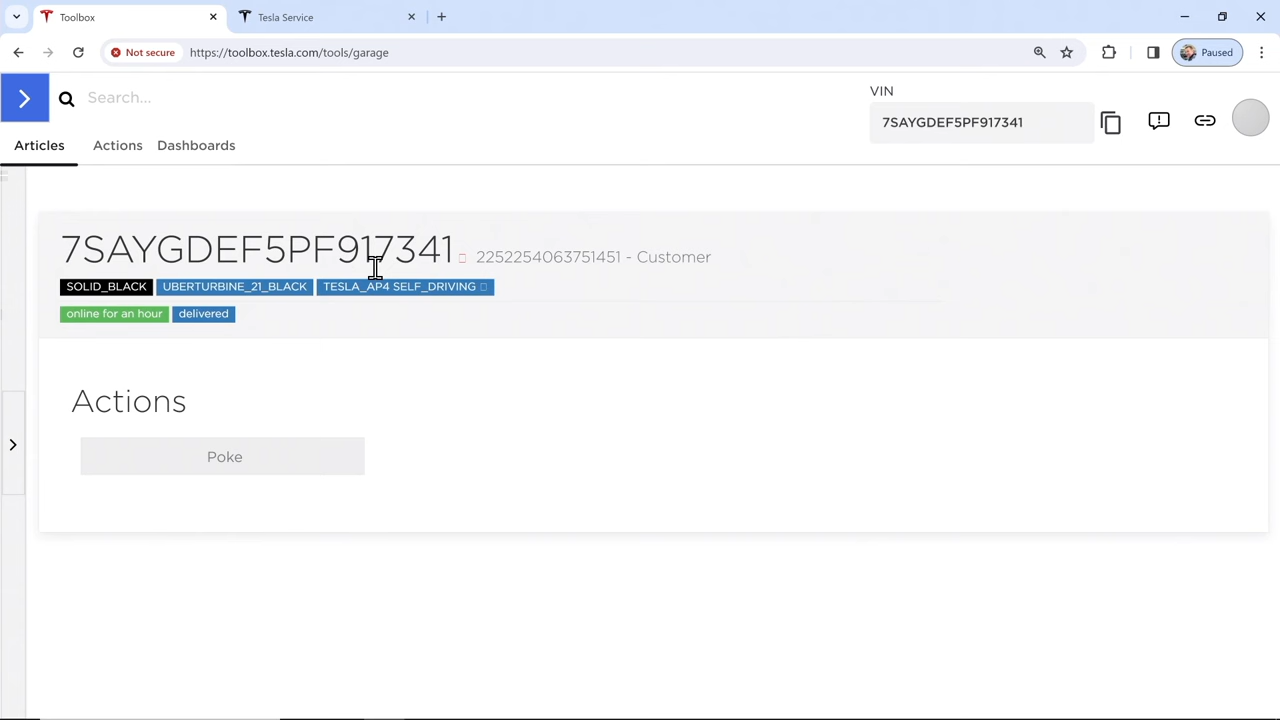 Toolbox
Tesla Service
Not secure
https://toolbox.tesla.com/tools/garage
Paused
Search...
VIN
7SAYGDEF5PF917341
Articles
Actions
Dashboards
7SAYGDEF5PF917341 2252254063751451 - Customer
SOLID_BLACK UBERTURBINE_21_BLACK TESLA_AP4 SELF_DRIVING
online for an hour delivered
Actions
Poke